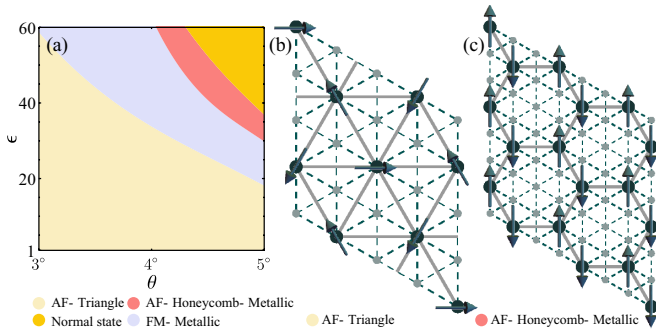 (a)
(b)
(c)
60
40
20
1
ϵ
3° 4° 5°
θ
AF- Triangle AF- Honeycomb- Metallic
Normal state FM- Metallic
AF- Triangle
AF- Honeycomb- Metallic